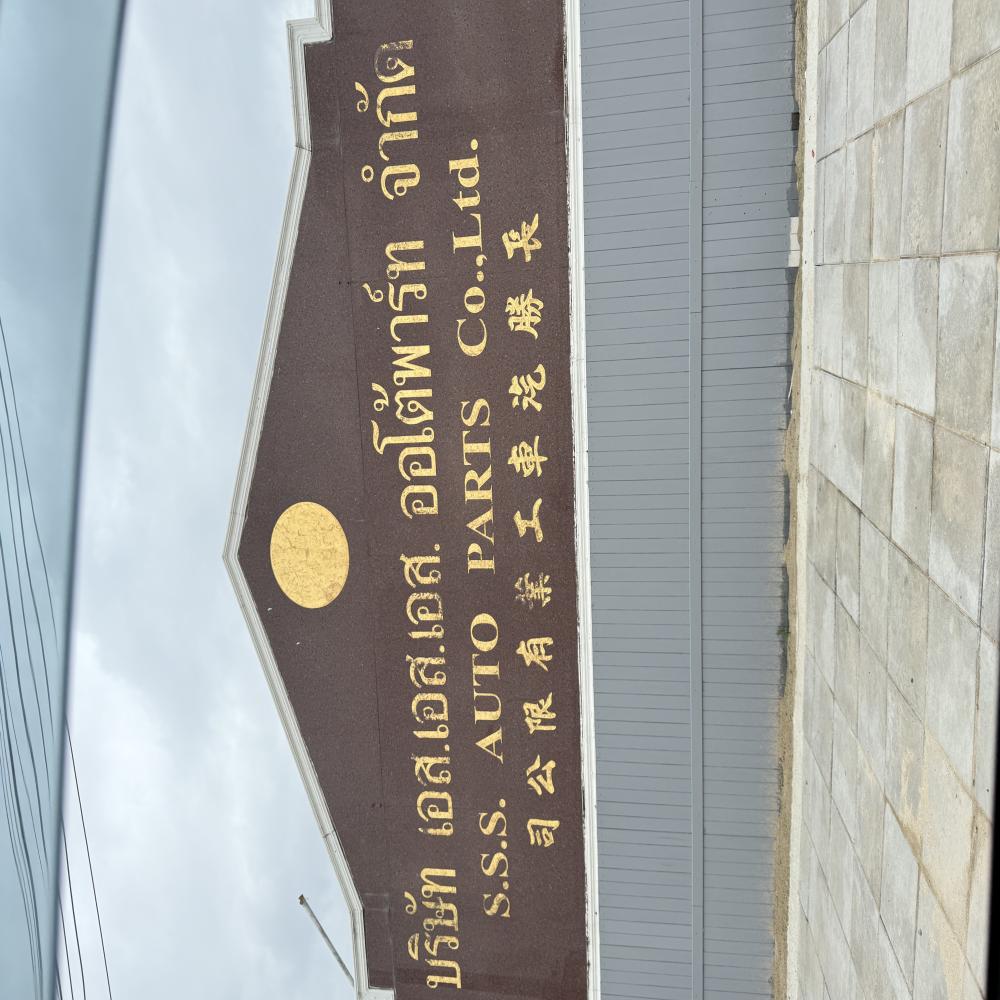 บริษัท เอส.เอส.เอส. ออโต้พาร์ท จำกัด
S.S.S. AUTO PARTS Co.,Ltd.
司公限有業工車汽勝長